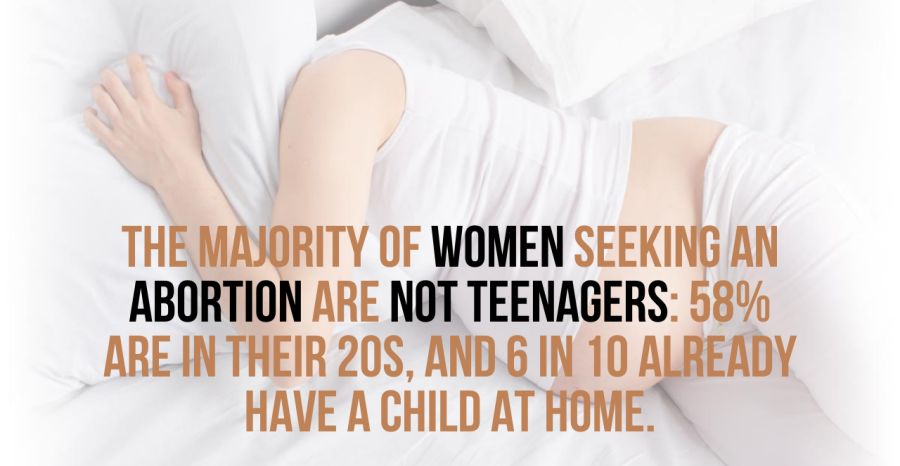 THE MAJORITY OF WOMEN SEEKING AN
ABORTION ARE NOT TEENAGERS: 58%
ARE IN THEIR 20S, AND 6 IN 10 ALREADY
HAVE A CHILD AT HOME.